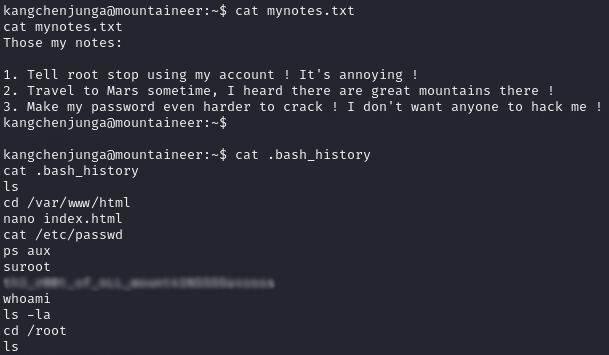 kangchenjunga@mountaineer:~$ cat mynotes.txt
cat mynotes.txt
Those my notes:
1. Tell root stop using my account ! It's annoying !
2. Travel to Mars sometime, I heard there are great mountains there !
3. Make my password even harder to crack ! I don't want anyone to hack me !
kangchenjunga@mountaineer:~$
kangchenjunga@mountaineer:~$ cat .bash_history
cat .bash_history
ls
cd /var/www/html
nano index.html
cat /etc/passwd
ps aux
suroot
whoami
ls -la
cd /root
ls